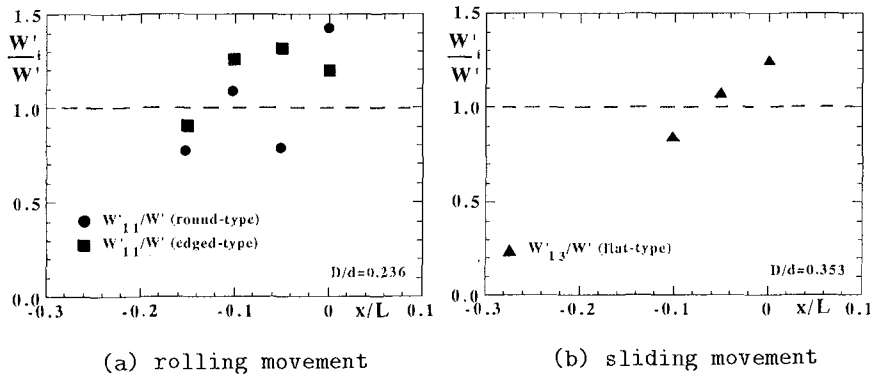 1.5
W'i
W'
1.0
0.5
0.0
W'11/W' (round-type)
W'11/W' (edged-type)
D/d=0.236
-0.3 -0.2 -0.1 0 x/L 0.1
(a) rolling movement
1.5
W'i
W'
1.0
0.5
0.0
W'13/W' (flat-type)
D/d=0.353
-0.3 -0.2 -0.1 0 x/L 0.1
(b) sliding movement